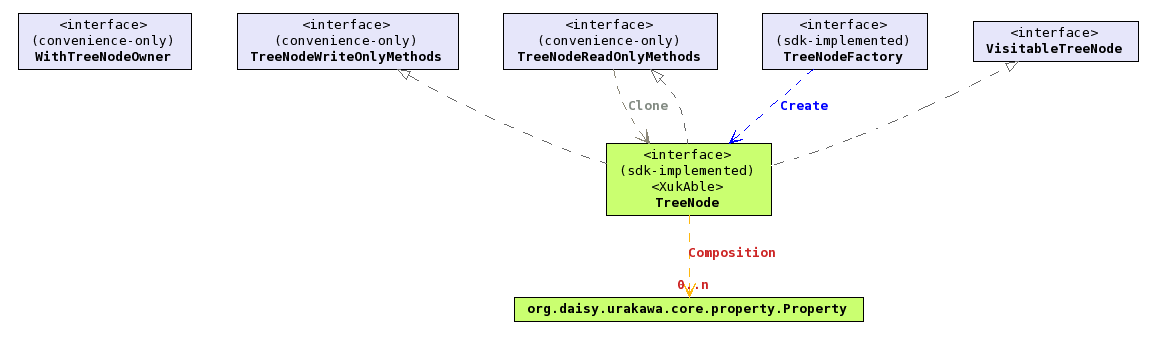 <interface>
(convenience-only)
WithTreeNodeOwner
<interface>
(convenience-only)
TreeNodeWriteOnlyMethods
<interface>
(convenience-only)
TreeNodeReadOnlyMethods
<interface>
(sdk-implemented)
TreeNodeFactory
<interface>
VisitableTreeNode
Clone
Create
<interface>
(sdk-implemented)
<XukAble>
TreeNode
Composition
0..n
org.daisy.urakawa.core.property.Property